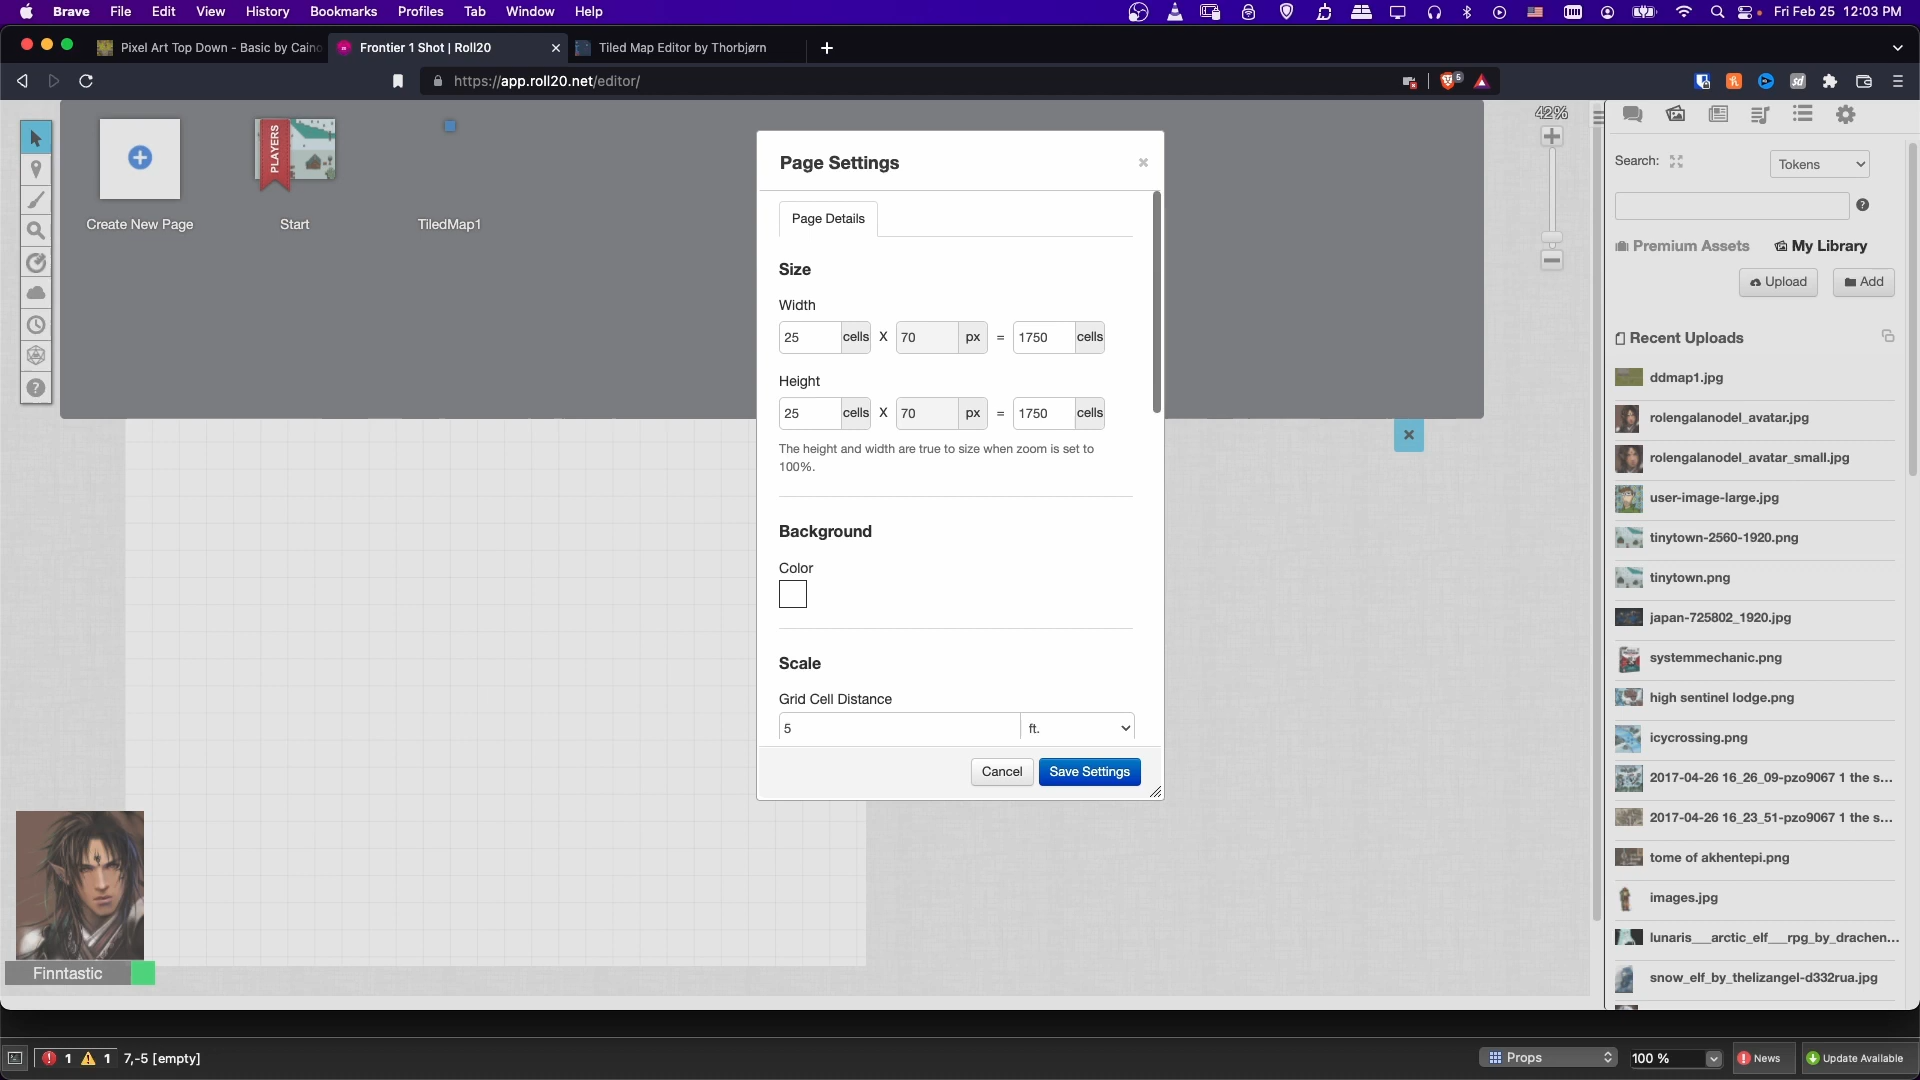 Brave File Edit View History Bookmarks Profiles Tab Window Help Fri Feb 25 12:03 PM
Pixel Art Top Down - Basic by Caino Frontier 1 Shot | Roll20 Tiled Map Editor by Thorbjørn
https://app.roll20.net/editor/ 5
42%
PLAYERS
Create New Page Start TiledMap1
Page Settings
Page Details
Size
Width
25 cells X 70 px = 1750 cells
Height
25 cells X 70 px = 1750 cells
The height and width are true to size when zoom is set to
100%.
Background
Color
Scale
Grid Cell Distance
5 ft.
Cancel Save Settings
Search: Tokens
Premium Assets My Library
Upload Add
Recent Uploads
ddmap1.jpg
rolengalanodel_avatar.jpg
rolengalanodel_avatar_small.jpg
user-image-large.jpg
tinytown-2560-1920.png
tinytown.png
japan-725802_1920.jpg
systemmechanic.png
high sentinel lodge.png
icycrossing.png
2017-04-26 16_26_09-pzo9067 1 the s...
2017-04-26 16_23_51-pzo9067 1 the s...
tome of akhentepi.png
images.jpg
lunaris___arctic_elf___rpg_by_drachen...
snow_elf_by_thelizangel-d332rua.jpg
Finntastic
1 1 7,-5 [empty] Props 100 % News Update Available